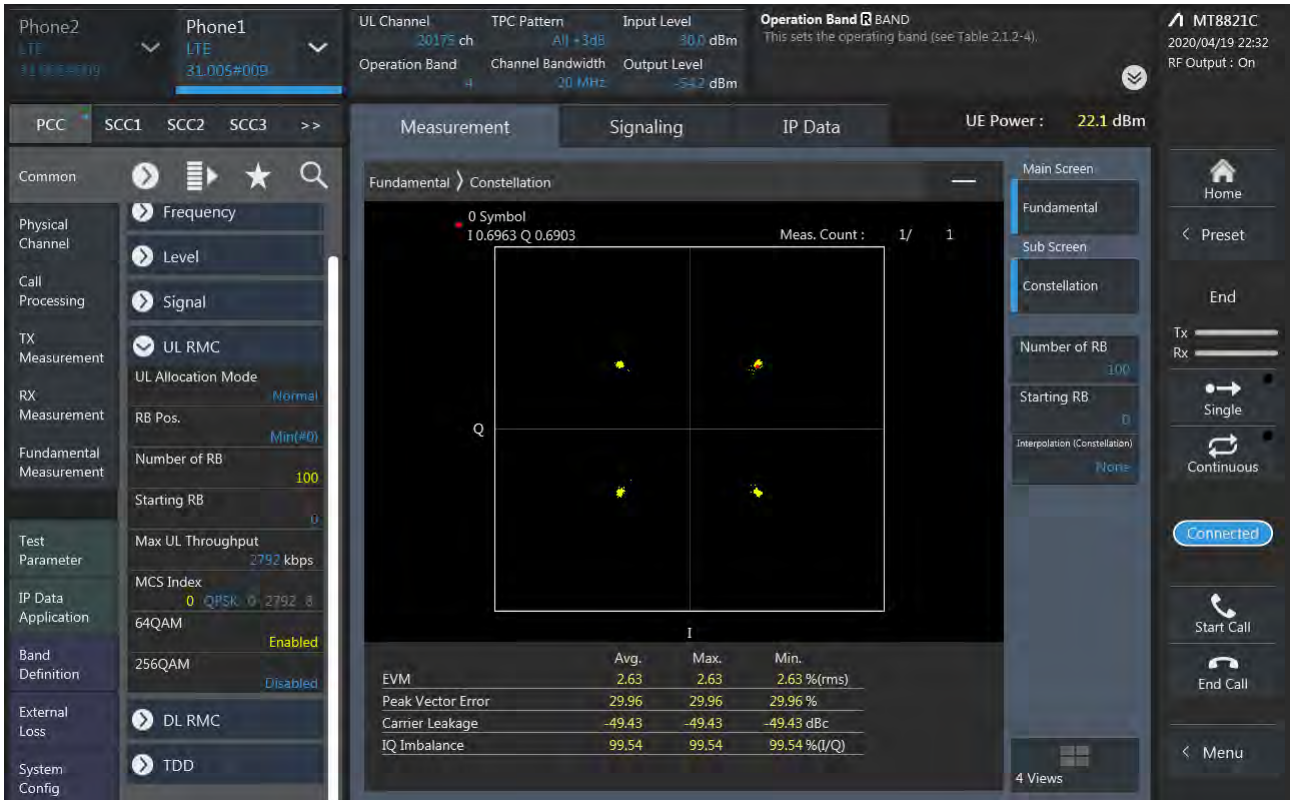 Phone2
LTE
31.005#009
Phone1
LTE
31.005#009
UL Channel
20175 ch
TPC Pattern
All +3dB
Input Level
30.0 dBm
Operation Band
4
Channel Bandwidth
20 MHz
Output Level
-54.2 dBm
Operation Band R BAND
This sets the operating band (see Table 2.1.2-4).
MT8821C
2020/04/19 22:32
RF Output : On
PCC SCC1 SCC2 SCC3 >>
Measurement Signaling IP Data
UE Power : 22.1 dBm
Common
Physical
Channel
Call
Processing
TX
Measurement
RX
Measurement
Fundamental
Measurement
Test
Parameter
IP Data
Application
Band
Definition
External
Loss
System
Config
Frequency
Level
Signal
UL RMC
UL Allocation Mode
Normal
RB Pos.
Min(#0)
Number of RB
100
Starting RB
0
Max UL Throughput
2792 kbps
MCS Index
0 QPSK 0 2792 8
64QAM
Enabled
256QAM
Disabled
DL RMC
TDD
Fundamental 〉 Constellation
0 Symbol
I 0.6963 Q 0.6903
Meas. Count : 1/ 1
Q
I
Avg. Max. Min.
EVM 2.63 2.63 2.63 %(rms)
Peak Vector Error 29.96 29.96 29.96 %
Carrier Leakage -49.43 -49.43 -49.43 dBc
IQ Imbalance 99.54 99.54 99.54 %(I/Q)
Main Screen
Fundamental
Sub Screen
Constellation
Number of RB
100
Starting RB
0
Interpolation (Constellation)
None
4 Views
Home
< Preset
End
Tx
Rx
Single
Continuous
Connected
Start Call
End Call
< Menu